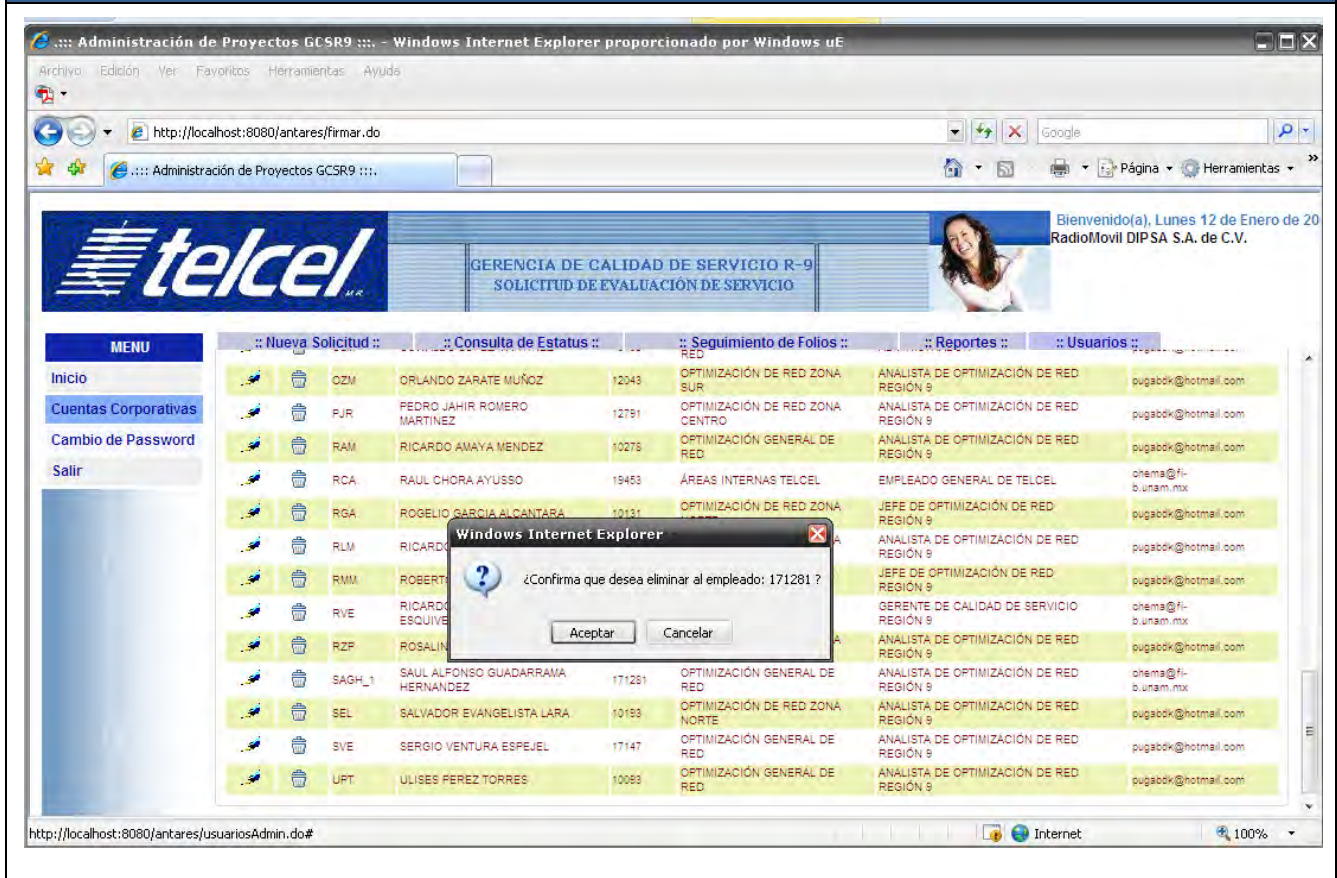 .::: Administración de Proyectos GCSR9 :::. - Windows Internet Explorer proporcionado por Windows uE
Archivo Edición Ver Favoritos Herramientas Ayuda
http://localhost:8080/antares/firmar.do
Google
.::: Administración de Proyectos GCSR9 :::.
Página
Herramientas
telcel
M.R.
GERENCIA DE CALIDAD DE SERVICIO R-9
SOLICITUD DE EVALUACIÓN DE SERVICIO
Bienvenido(a), Lunes 12 de Enero de 20
RadioMovil DIPSA S.A. de C.V.
MENU
Inicio
Cuentas Corporativas
Cambio de Password
Salir
:: Nueva Solicitud :: :: Consulta de Estatus :: :: Seguimiento de Folios :: :: Reportes :: :: Usuarios ::
RED
OZM ORLANDO ZARATE MUÑOZ 12043 OPTIMIZACIÓN DE RED ZONA SUR ANALISTA DE OPTIMIZACIÓN DE RED REGIÓN 9 pugabdk@hotmail.com
PJR PEDRO JAHIR ROMERO MARTINEZ 12791 OPTIMIZACIÓN DE RED ZONA CENTRO ANALISTA DE OPTIMIZACIÓN DE RED REGIÓN 9 pugabdk@hotmail.com
RAM RICARDO AMAYA MENDEZ 10278 OPTIMIZACIÓN GENERAL DE RED ANALISTA DE OPTIMIZACIÓN DE RED REGIÓN 9 pugabdk@hotmail.com
RCA RAUL CHORA AYUSSO 19453 ÁREAS INTERNAS TELCEL EMPLEADO GENERAL DE TELCEL chema@fi-b.unam.mx
RGA ROGELIO GARCIA ALCANTARA 10131 OPTIMIZACIÓN DE RED ZONA JEFE DE OPTIMIZACIÓN DE RED REGIÓN 9 pugabdk@hotmail.com
RLM RICARDO A ANALISTA DE OPTIMIZACIÓN DE RED REGIÓN 9 pugabdk@hotmail.com
RMM ROBERT JEFE DE OPTIMIZACIÓN DE RED REGIÓN 9 pugabdk@hotmail.com
RVE RICARDO ESQUIVE GERENTE DE CALIDAD DE SERVICIO REGIÓN 9 chema@fi-b.unam.mx
RZP ROSALIN A ANALISTA DE OPTIMIZACIÓN DE RED REGIÓN 9 pugabdk@hotmail.com
SAGH_1 SAUL ALFONSO GUADARRAMA HERNANDEZ 171281 OPTIMIZACIÓN GENERAL DE RED ANALISTA DE OPTIMIZACIÓN DE RED REGIÓN 9 chema@fi-b.unam.mx
SEL SALVADOR EVANGELISTA LARA 10193 OPTIMIZACIÓN DE RED ZONA NORTE ANALISTA DE OPTIMIZACIÓN DE RED REGIÓN 9 pugabdk@hotmail.com
SVE SERGIO VENTURA ESPEJEL 17147 OPTIMIZACIÓN GENERAL DE RED ANALISTA DE OPTIMIZACIÓN DE RED REGIÓN 9 pugabdk@hotmail.com
UPT ULISES PEREZ TORRES 10083 OPTIMIZACIÓN GENERAL DE RED ANALISTA DE OPTIMIZACIÓN DE RED REGIÓN 9 pugabdk@hotmail.com
Windows Internet Explorer
¿Confirma que desea eliminar al empleado: 171281 ?
Aceptar Cancelar
http://localhost:8080/antares/usuariosAdmin.do#
Internet
100%